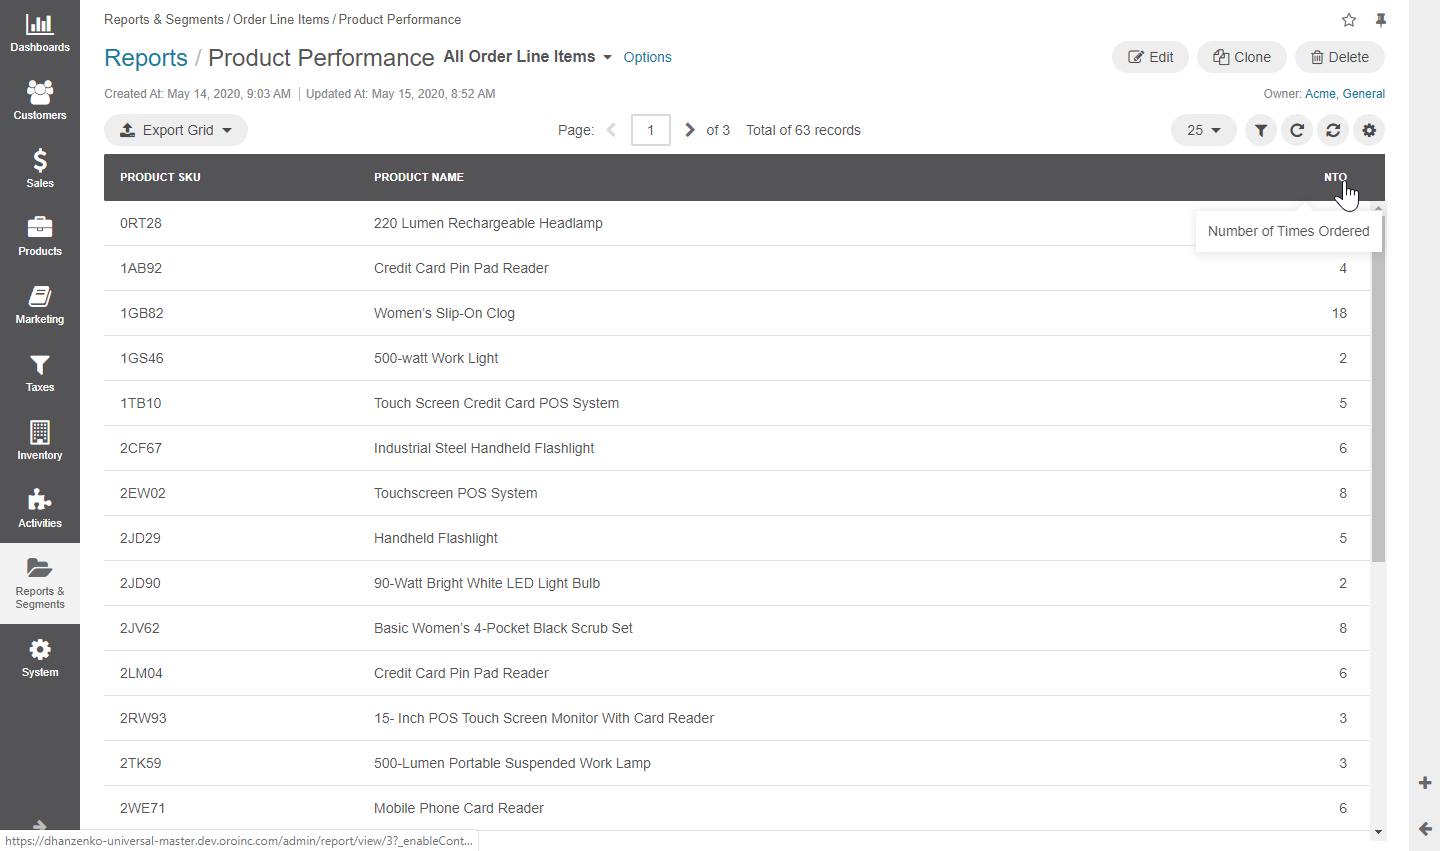 Reports & Segments / Order Line Items / Product Performance
Reports / Product Performance All Order Line Items Options
Edit Clone Delete
Created At: May 14, 2020, 9:03 AM Updated At: May 15, 2020, 8:52 AM
Owner: Acme, General
Export Grid Page: 1 of 3 Total of 63 records 25
PRODUCT SKU PRODUCT NAME NTO
Number of Times Ordered
0RT28 220 Lumen Rechargeable Headlamp
1AB92 Credit Card Pin Pad Reader 4
1GB82 Women’s Slip-On Clog 18
1GS46 500-watt Work Light 2
1TB10 Touch Screen Credit Card POS System 5
2CF67 Industrial Steel Handheld Flashlight 6
2EW02 Touchscreen POS System 8
2JD29 Handheld Flashlight 5
2JD90 90-Watt Bright White LED Light Bulb 2
2JV62 Basic Women’s 4-Pocket Black Scrub Set 8
2LM04 Credit Card Pin Pad Reader 6
2RW93 15- Inch POS Touch Screen Monitor With Card Reader 3
2TK59 500-Lumen Portable Suspended Work Lamp 3
2WE71 Mobile Phone Card Reader 6
Dashboards
Customers
Sales
Products
Marketing
Taxes
Inventory
Activities
Reports &
Segments
System
https://dhanzenko-universal-master.dev.oroinc.com/admin/report/view/3?_enableCont...